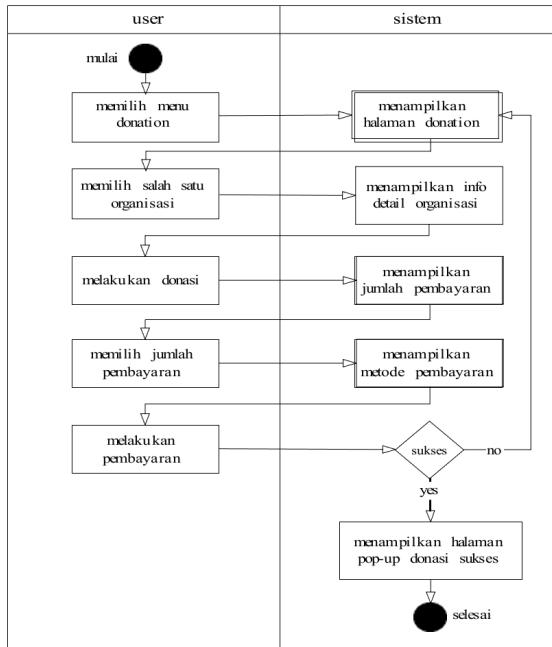 user
sistem
mulai
memilih menu
donation
menampilkan
halaman donation
memilih salah satu
organisasi
menampilkan info
detail organisasi
melakukan donasi
menampilkan
jumlah pembayaran
memilih jumlah
pembayaran
menampilkan
metode pembayaran
melakukan
pembayaran
sukses
no
yes
menampilkan halaman
pop-up donasi sukses
selesai